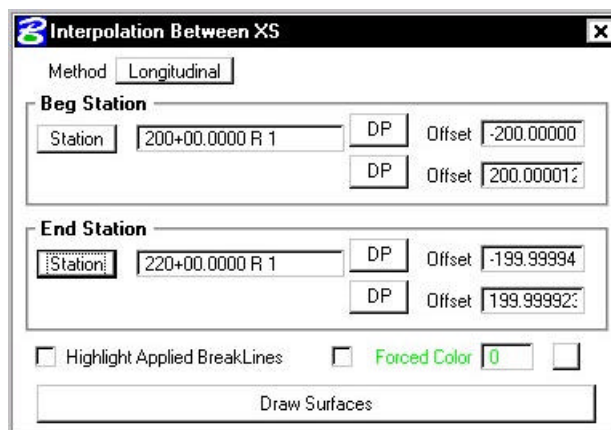 Interpolation Between XS
Method Longitudinal
Beg Station
Station 200+00.0000 R 1 DP Offset -200.00000
DP Offset 200.000012
End Station
Station 220+00.0000 R 1 DP Offset -199.99994
DP Offset 199.999923
Highlight Applied BreakLines Forced Color 0
Draw Surfaces